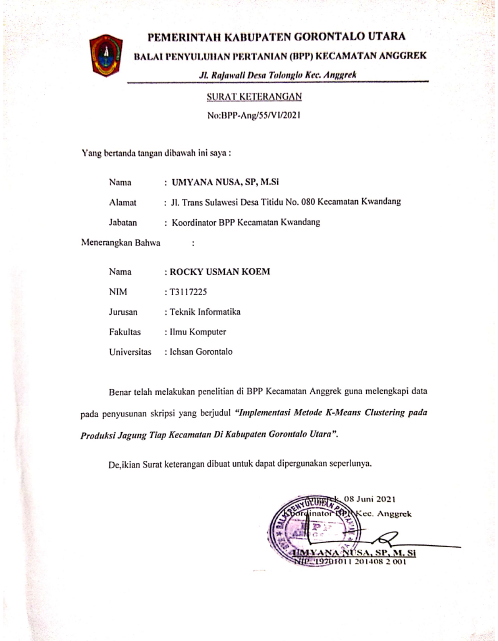 PEMERINTAH KABUPATEN GORONTALO UTARA
BALAI PENYULUHAN PERTANIAN (BPP) KECAMATAN ANGGREK
Jl. Rajawali Desa Tolongio Kec. Anggrek
SURAT KETERANGAN
No:BPP-Ang/55/VI/2021
Yang bertanda tangan dibawah ini saya :
Nama : UMYANA NUSA, SP, M.Si
Alamat : Jl. Trans Sulawesi Desa Titidu No. 080 Kecamatan Kwandang
Jabatan : Koordinator BPP Kecamatan Kwandang
Menerangkan Bahwa :
Nama : ROCKY USMAN KOEM
NIM : T3117225
Jurusan : Teknik Informatika
Fakultas : Ilmu Komputer
Universitas : Ichsan Gorontalo
Benar telah melakukan penelitian di BPP Kecamatan Anggrek guna melengkapi data
pada penyusunan skripsi yang berjudul “Implementasi Metode K-Means Clustering pada
Produksi Jagung Tiap Kecamatan Di Kabupaten Gorontalo Utara”.
De,ikian Surat keterangan dibuat untuk dapat dipergunakan seperlunya.
08 Juni 2021
Koordinator BPP Kec. Anggrek
BPP
UMYANA NUSA, SP, M. Si
NIP. 19701011 201408 2 001